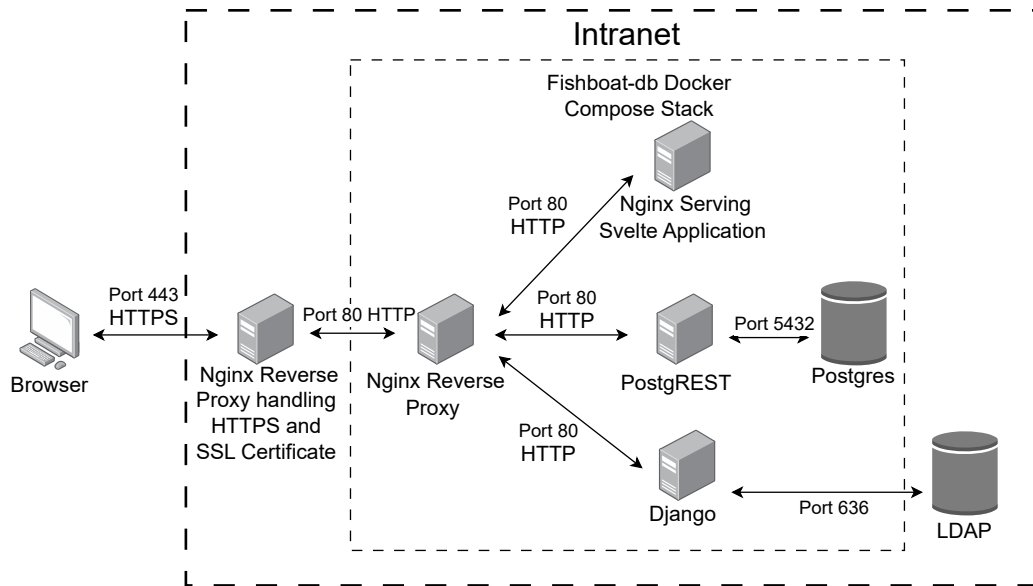 Intranet
Fishboat-db Docker
Compose Stack
Port 80
HTTP
Nginx Serving
Svelte Application
Port 443
HTTPS
Browser
Nginx Reverse
Proxy handling
HTTPS and
SSL Certificate
Port 80 HTTP
Nginx Reverse
Proxy
Port 80
HTTP
PostgREST
Port 5432
Postgres
Port 80
HTTP
Django
Port 636
LDAP